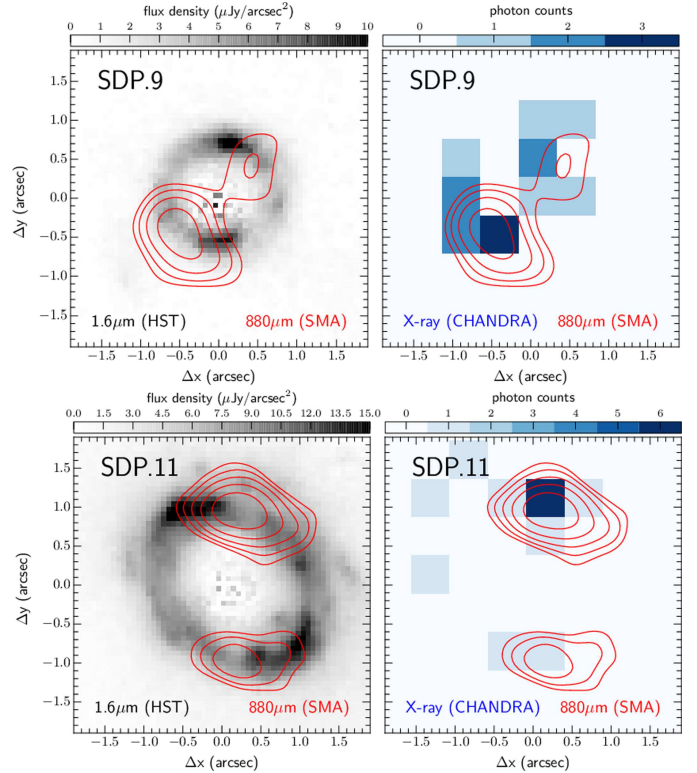 flux density (μJy/arcsec²)
0 1 2 3 4 5 6 7 8 9 10
SDP.9
1.5
1.0
0.5
0.0
−0.5
−1.0
−1.5
Δy (arcsec)
1.6μm (HST) 880μm (SMA)
−1.5 −1.0 −0.5 0.0 0.5 1.0 1.5
Δx (arcsec)
photon counts
0 1 2 3
SDP.9
X-ray (CHANDRA) 880μm (SMA)
−1.5 −1.0 −0.5 0.0 0.5 1.0 1.5
Δx (arcsec)
flux density (μJy/arcsec²)
0.0 1.5 3.0 4.5 6.0 7.5 9.0 10.5 12.0 13.5 15.0
SDP.11
1.5
1.0
0.5
0.0
−0.5
−1.0
−1.5
Δy (arcsec)
1.6μm (HST) 880μm (SMA)
−1.5 −1.0 −0.5 0.0 0.5 1.0 1.5
Δx (arcsec)
photon counts
0 1 2 3 4 5 6
SDP.11
X-ray (CHANDRA) 880μm (SMA)
−1.5 −1.0 −0.5 0.0 0.5 1.0 1.5
Δx (arcsec)